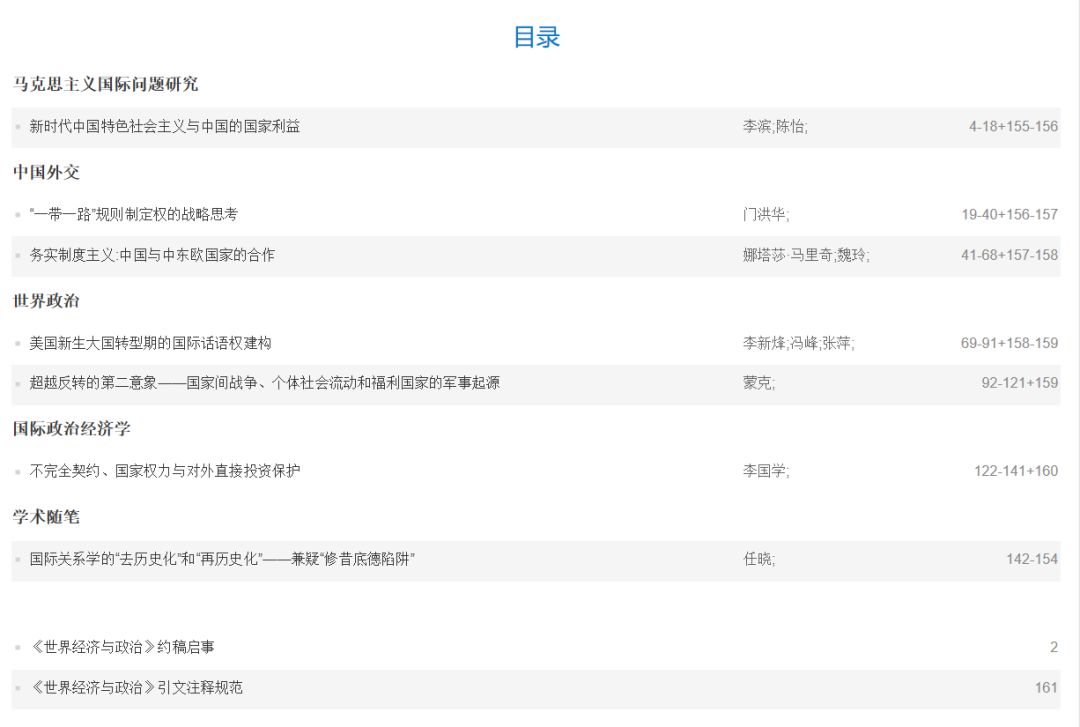 目录
马克思主义国际问题研究
新时代中国特色社会主义与中国的国家利益 李滨;陈怡; 4-18+155-156
中国外交
“一带一路”规则制定权的战略思考 门洪华; 19-40+156-157
务实制度主义:中国与中东欧国家的合作 娜塔莎·马里奇;魏玲; 41-68+157-158
世界政治
美国新生大国转型期的国际话语权建构 李新烽;冯峰;张萍; 69-91+158-159
超越反转的第二意象——国家间战争、个体社会流动和福利国家的军事起源 蒙克; 92-121+159
国际政治经济学
不完全契约、国家权力与对外直接投资保护 李国学; 122-141+160
学术随笔
国际关系学的“去历史化”和“再历史化”——兼疑“修昔底德陷阱” 任晓; 142-154
《世界经济与政治》约稿启事 2
《世界经济与政治》引文注释规范 161